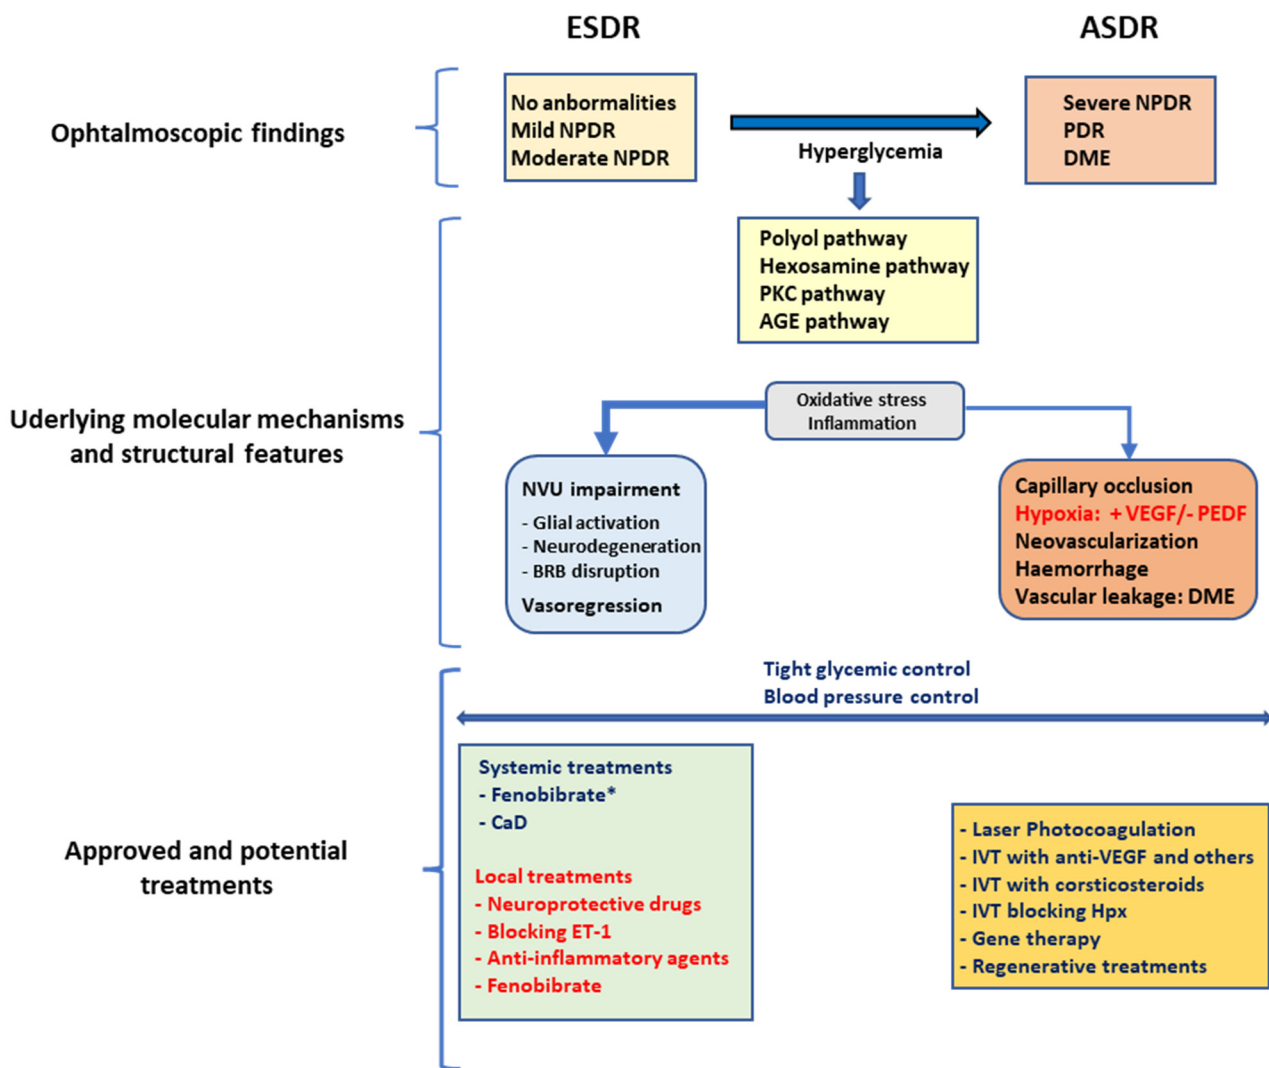 ESDR
ASDR
Ophtalmoscopic findings
No anbormalities
Mild NPDR
Moderate NPDR
Hyperglycemia
Severe NPDR
PDR
DME
Polyol pathway
Hexosamine pathway
PKC pathway
AGE pathway
Uderlying molecular mechanisms
and structural features
Oxidative stress
Inflammation
NVU impairment
- Glial activation
- Neurodegeneration
- BRB disruption
Vasoregression
Capillary occlusion
Hypoxia: + VEGF/- PEDF
Neovascularization
Haemorrhage
Vascular leakage: DME
Tight glycemic control
Blood pressure control
Approved and potential
treatments
Systemic treatments
- Fenobibrate*
- CaD
Local treatments
- Neuroprotective drugs
- Blocking ET-1
- Anti-inflammatory agents
- Fenobibrate
- Laser Photocoagulation
- IVT with anti-VEGF and others
- IVT with corsticosteroids
- IVT blocking Hpx
- Gene therapy
- Regenerative treatments